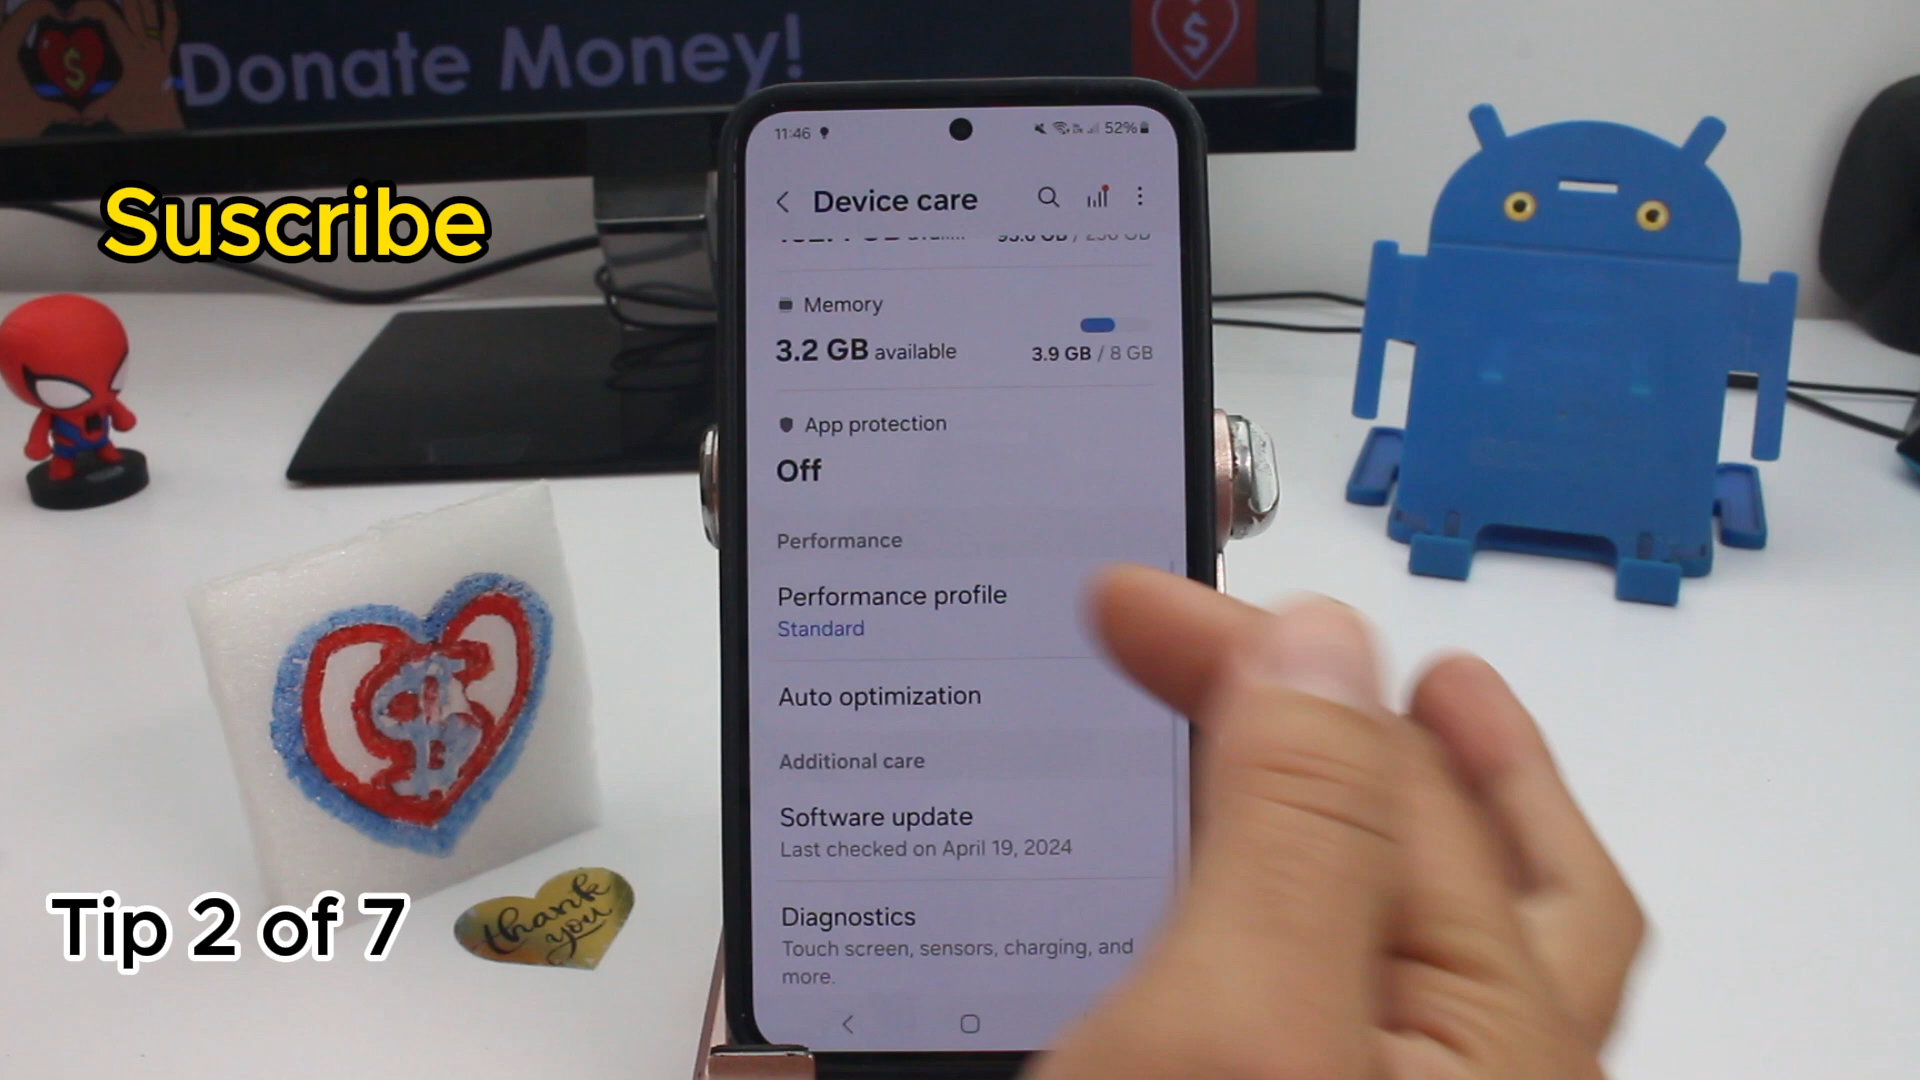 Donate Money!
$
$
Suscribe
11:46
52%
Device care
Memory
3.2 GB available
3.9 GB / 8 GB
App protection
Off
Performance
Performance profile
Standard
Auto optimization
Additional care
Software update
Last checked on April 19, 2024
Diagnostics
Touch screen, sensors, charging, and
more.
$
thank
you
Tip 2 of 7